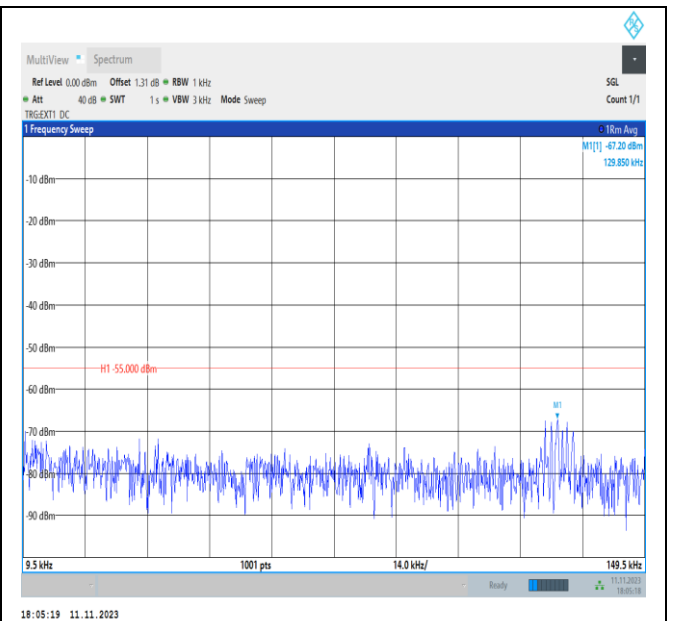 MultiView Spectrum
Ref Level 0.00 dBm Offset 1.31 dB RBW 1 kHz SGL
Att 40 dB SWT 1 s VBW 3 kHz Mode Sweep Count 1/1
TRG:EXT1 DC
1 Frequency Sweep 1Rm Avg
M1[1] -67.20 dBm
129.850 kHz
-10 dBm
-20 dBm
-30 dBm
-40 dBm
-50 dBm
H1 -55.000 dBm
-60 dBm
M1
-70 dBm
-80 dBm
-90 dBm
9.5 kHz 1001 pts 14.0 kHz/ 149.5 kHz
Ready 11.11.2023
18:05:18
18:05:19 11.11.2023